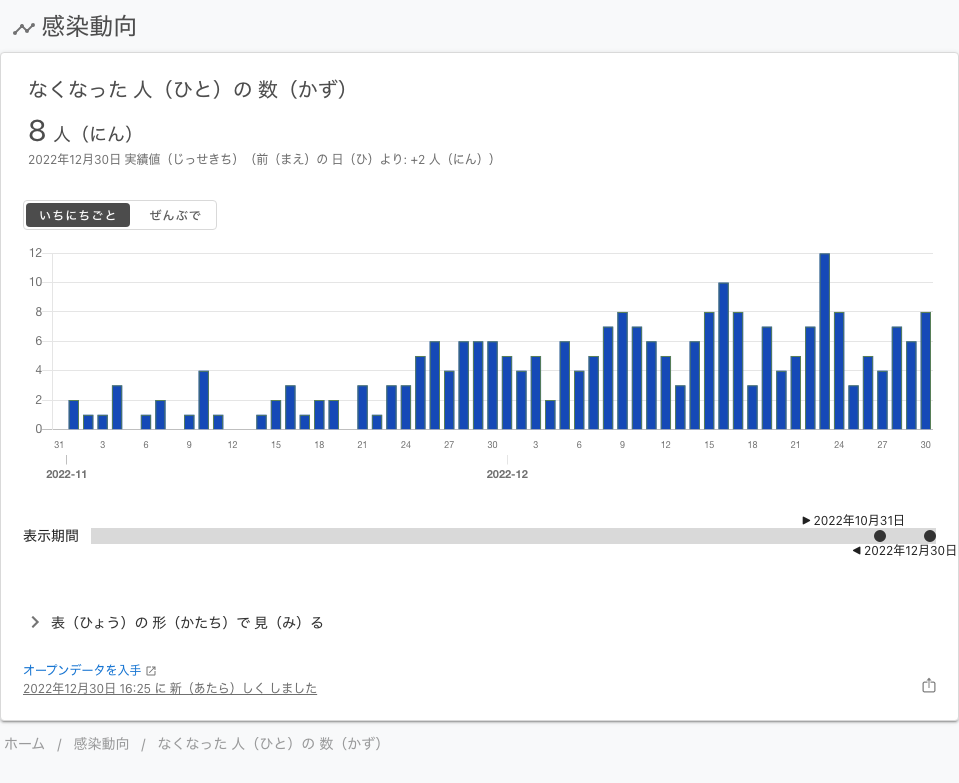 感染動向
なくなった 人（ひと）の 数（かず）
8 人（にん）
2022年12月30日 実績値（じっせきち）（前（まえ）の 日（ひ）より: +2 人（にん））
いちにちごと ぜんぶで
12
10
8
6
4
2
0
31 3 6 9 12 15 18 21 24 27 30 3 6 9 12 15 18 21 24 27 30
2022-11 2022-12
▶ 2022年10月31日
表示期間
◀ 2022年12月30日
表（ひょう）の 形（かたち）で 見（み）る
オープンデータを入手
2022年12月30日 16:25 に 新（あたら）しく しました
ホーム / 感染動向 / なくなった 人（ひと）の 数（かず）